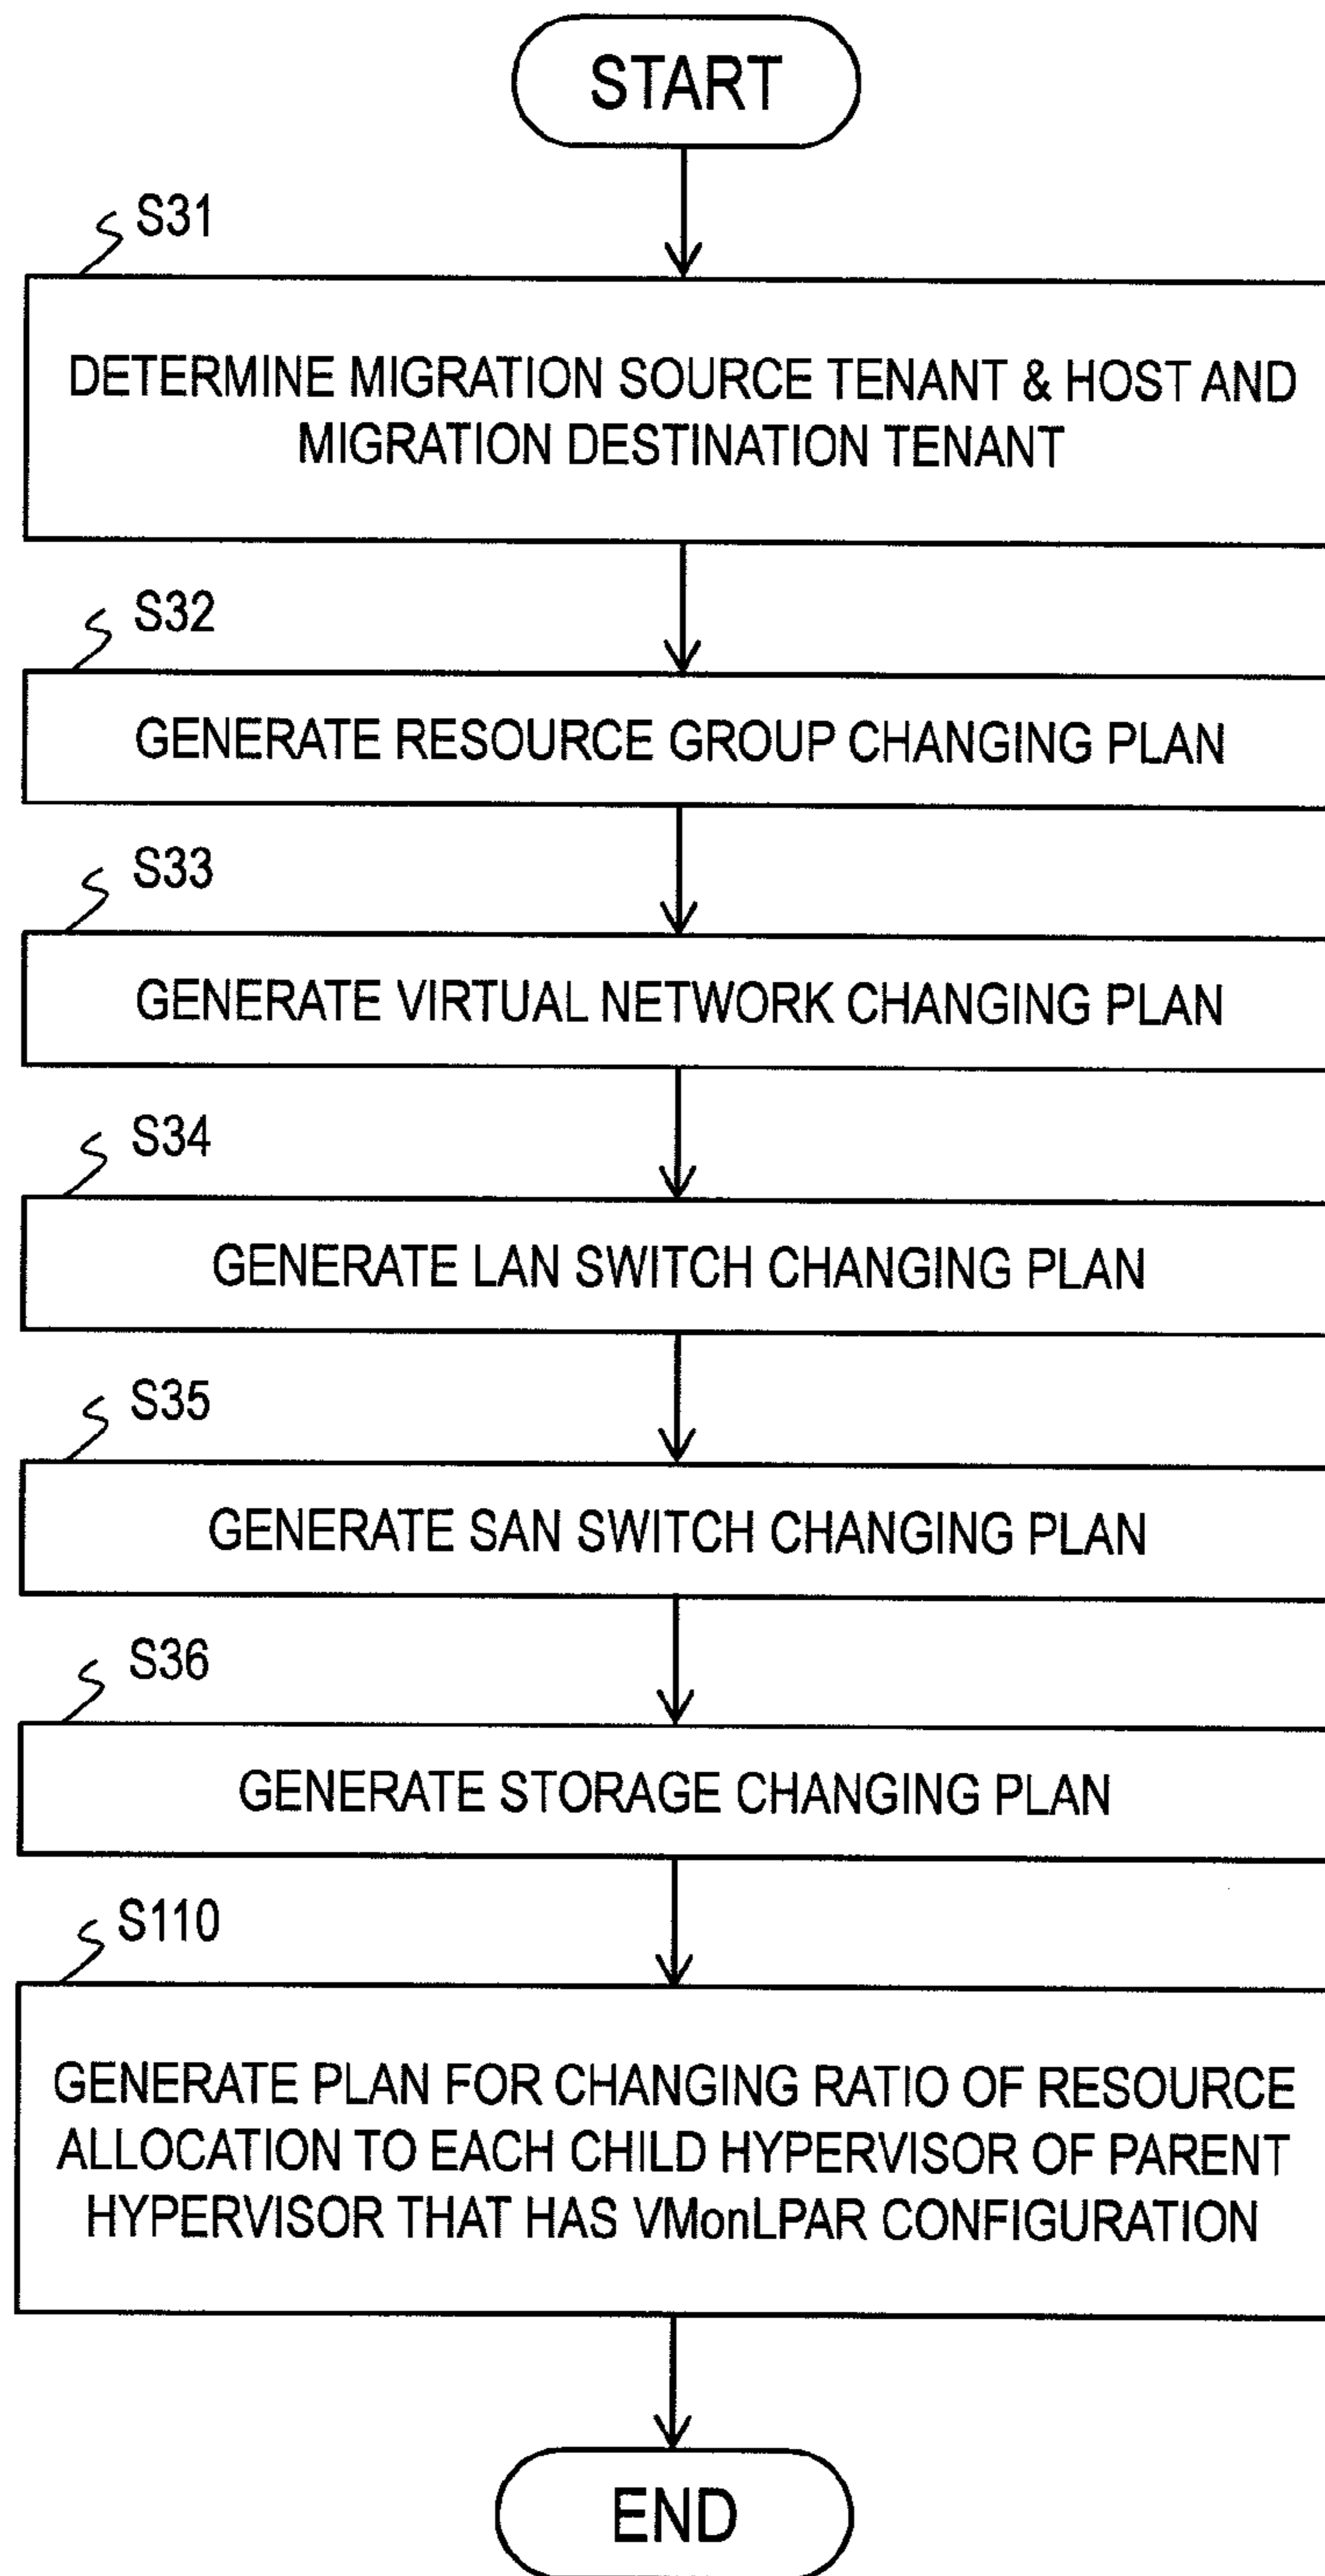 START
S31
DETERMINE MIGRATION SOURCE TENANT & HOST AND
MIGRATION DESTINATION TENANT
S32
GENERATE RESOURCE GROUP CHANGING PLAN
S33
GENERATE VIRTUAL NETWORK CHANGING PLAN
S34
GENERATE LAN SWITCH CHANGING PLAN
S35
GENERATE SAN SWITCH CHANGING PLAN
S36
GENERATE STORAGE CHANGING PLAN
S110
GENERATE PLAN FOR CHANGING RATIO OF RESOURCE
ALLOCATION TO EACH CHILD HYPERVISOR OF PARENT
HYPERVISOR THAT HAS VMonLPAR CONFIGURATION
END